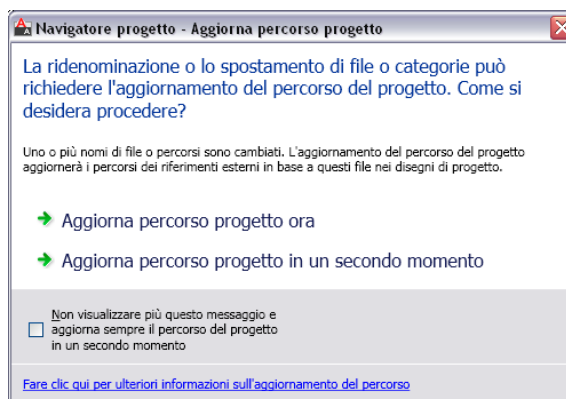 Navigatore progetto - Aggiorna percorso progetto
La ridenominazione o lo spostamento di file o categorie può
richiedere l'aggiornamento del percorso del progetto. Come si
desidera procedere?
Uno o più nomi di file o percorsi sono cambiati. L'aggiornamento del percorso del progetto
aggiornerà i percorsi dei riferimenti esterni in base a questi file nei disegni di progetto.
Aggiorna percorso progetto ora
Aggiorna percorso progetto in un secondo momento
Non visualizzare più questo messaggio e
aggiorna sempre il percorso del progetto
in un secondo momento
Fare clic qui per ulteriori informazioni sull'aggiornamento del percorso